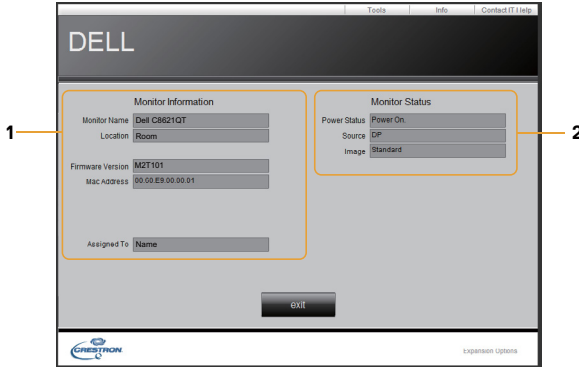 Tools Info Contact IT Help
DELL
Monitor Information
Monitor Status
1
2
Monitor Name Dell C8621QT
Location Room
Firmware Version M2T101
Mac Address 00.60.E9.00.00.01
Assigned To Name
Power Status Power On.
Source DP
Image Standard
exit
CRESTRON
Expansion Options